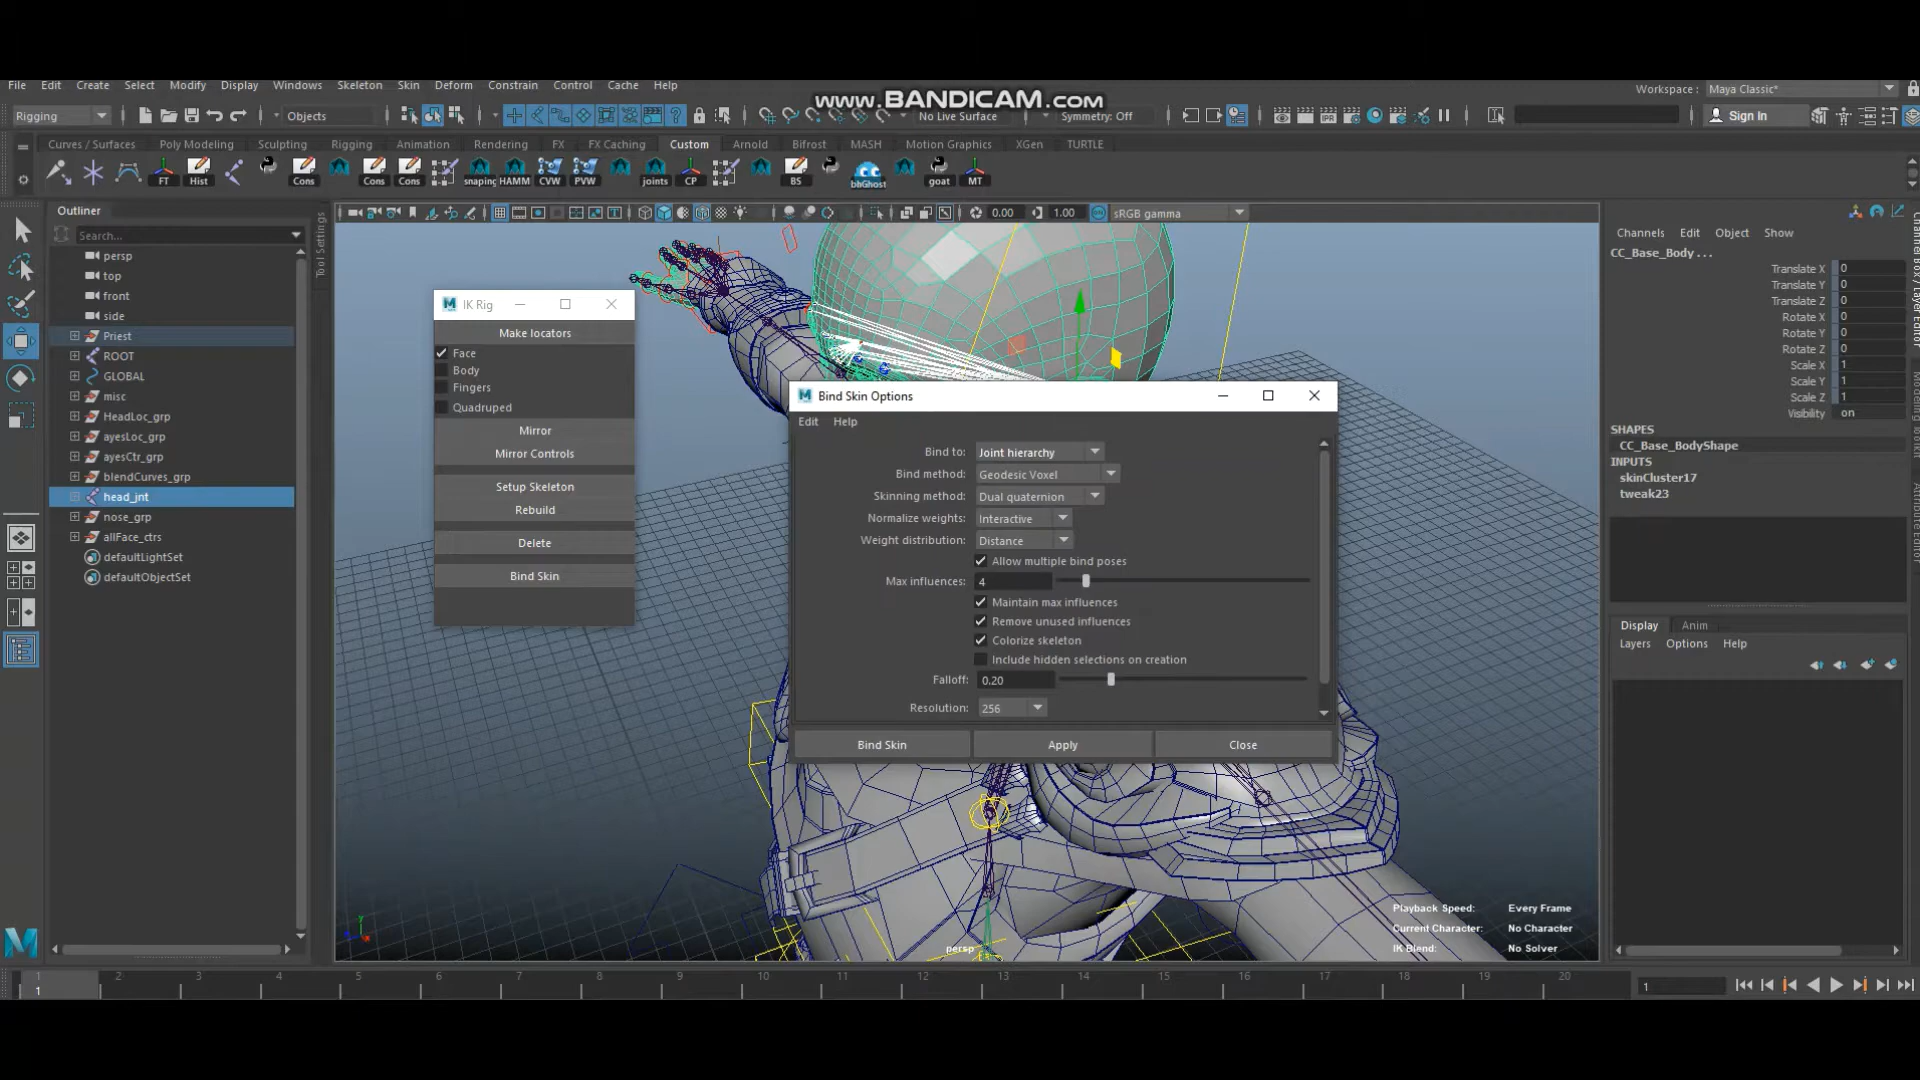 File Edit Create Select Modify Display Windows Skeleton Skin Deform Constrain Control Cache Help
www.BANDICAM.com
Workspace : Maya Classic*
Rigging Objects No Live Surface Symmetry: Off Sign In
Curves / Surfaces Poly Modeling Sculpting Rigging Animation Rendering FX FX Caching Custom Arnold Bifrost MASH Motion Graphics XGen TURTLE
FT Hist Cons Cons Cons snaping HAMM CVW PVW joints CP BS bhGhost goat MT
Outliner
Search...
Tool Settings
0.00 1.00 sRGB gamma
persp
top
front
side
Priest
ROOT
GLOBAL
misc
HeadLoc_grp
ayesLoc_grp
ayesCtr_grp
blendCurves_grp
head_jnt
nose_grp
allFace_ctrs
defaultLightSet
defaultObjectSet
IK Rig
Make locators
Face
Body
Fingers
Quadruped
Mirror
Mirror Controls
Setup Skeleton
Rebuild
Delete
Bind Skin
Bind Skin Options
Edit Help
Bind to: Joint hierarchy
Bind method: Geodesic Voxel
Skinning method: Dual quaternion
Normalize weights: Interactive
Weight distribution: Distance
Allow multiple bind poses
Max influences: 4
Maintain max influences
Remove unused influences
Colorize skeleton
Include hidden selections on creation
Falloff: 0.20
Resolution: 256
Bind Skin Apply Close
Playback Speed: Every Frame
Current Character: No Character
IK Blend: No Solver
persp
Channels Edit Object Show
CC_Base_Body . . .
Translate X 0
Translate Y 0
Translate Z 0
Rotate X 0
Rotate Y 0
Rotate Z 0
Scale X 1
Scale Y 1
Scale Z 1
Visibility on
SHAPES
CC_Base_BodyShape
INPUTS
skinCluster17
tweak23
Display Anim
Layers Options Help
Channel Box / Layer Editor
Modeling Toolkit
Attribute Editor
1 2 3 4 5 6 7 8 9 10 11 12 13 14 15 16 17 18 19 20
1
1